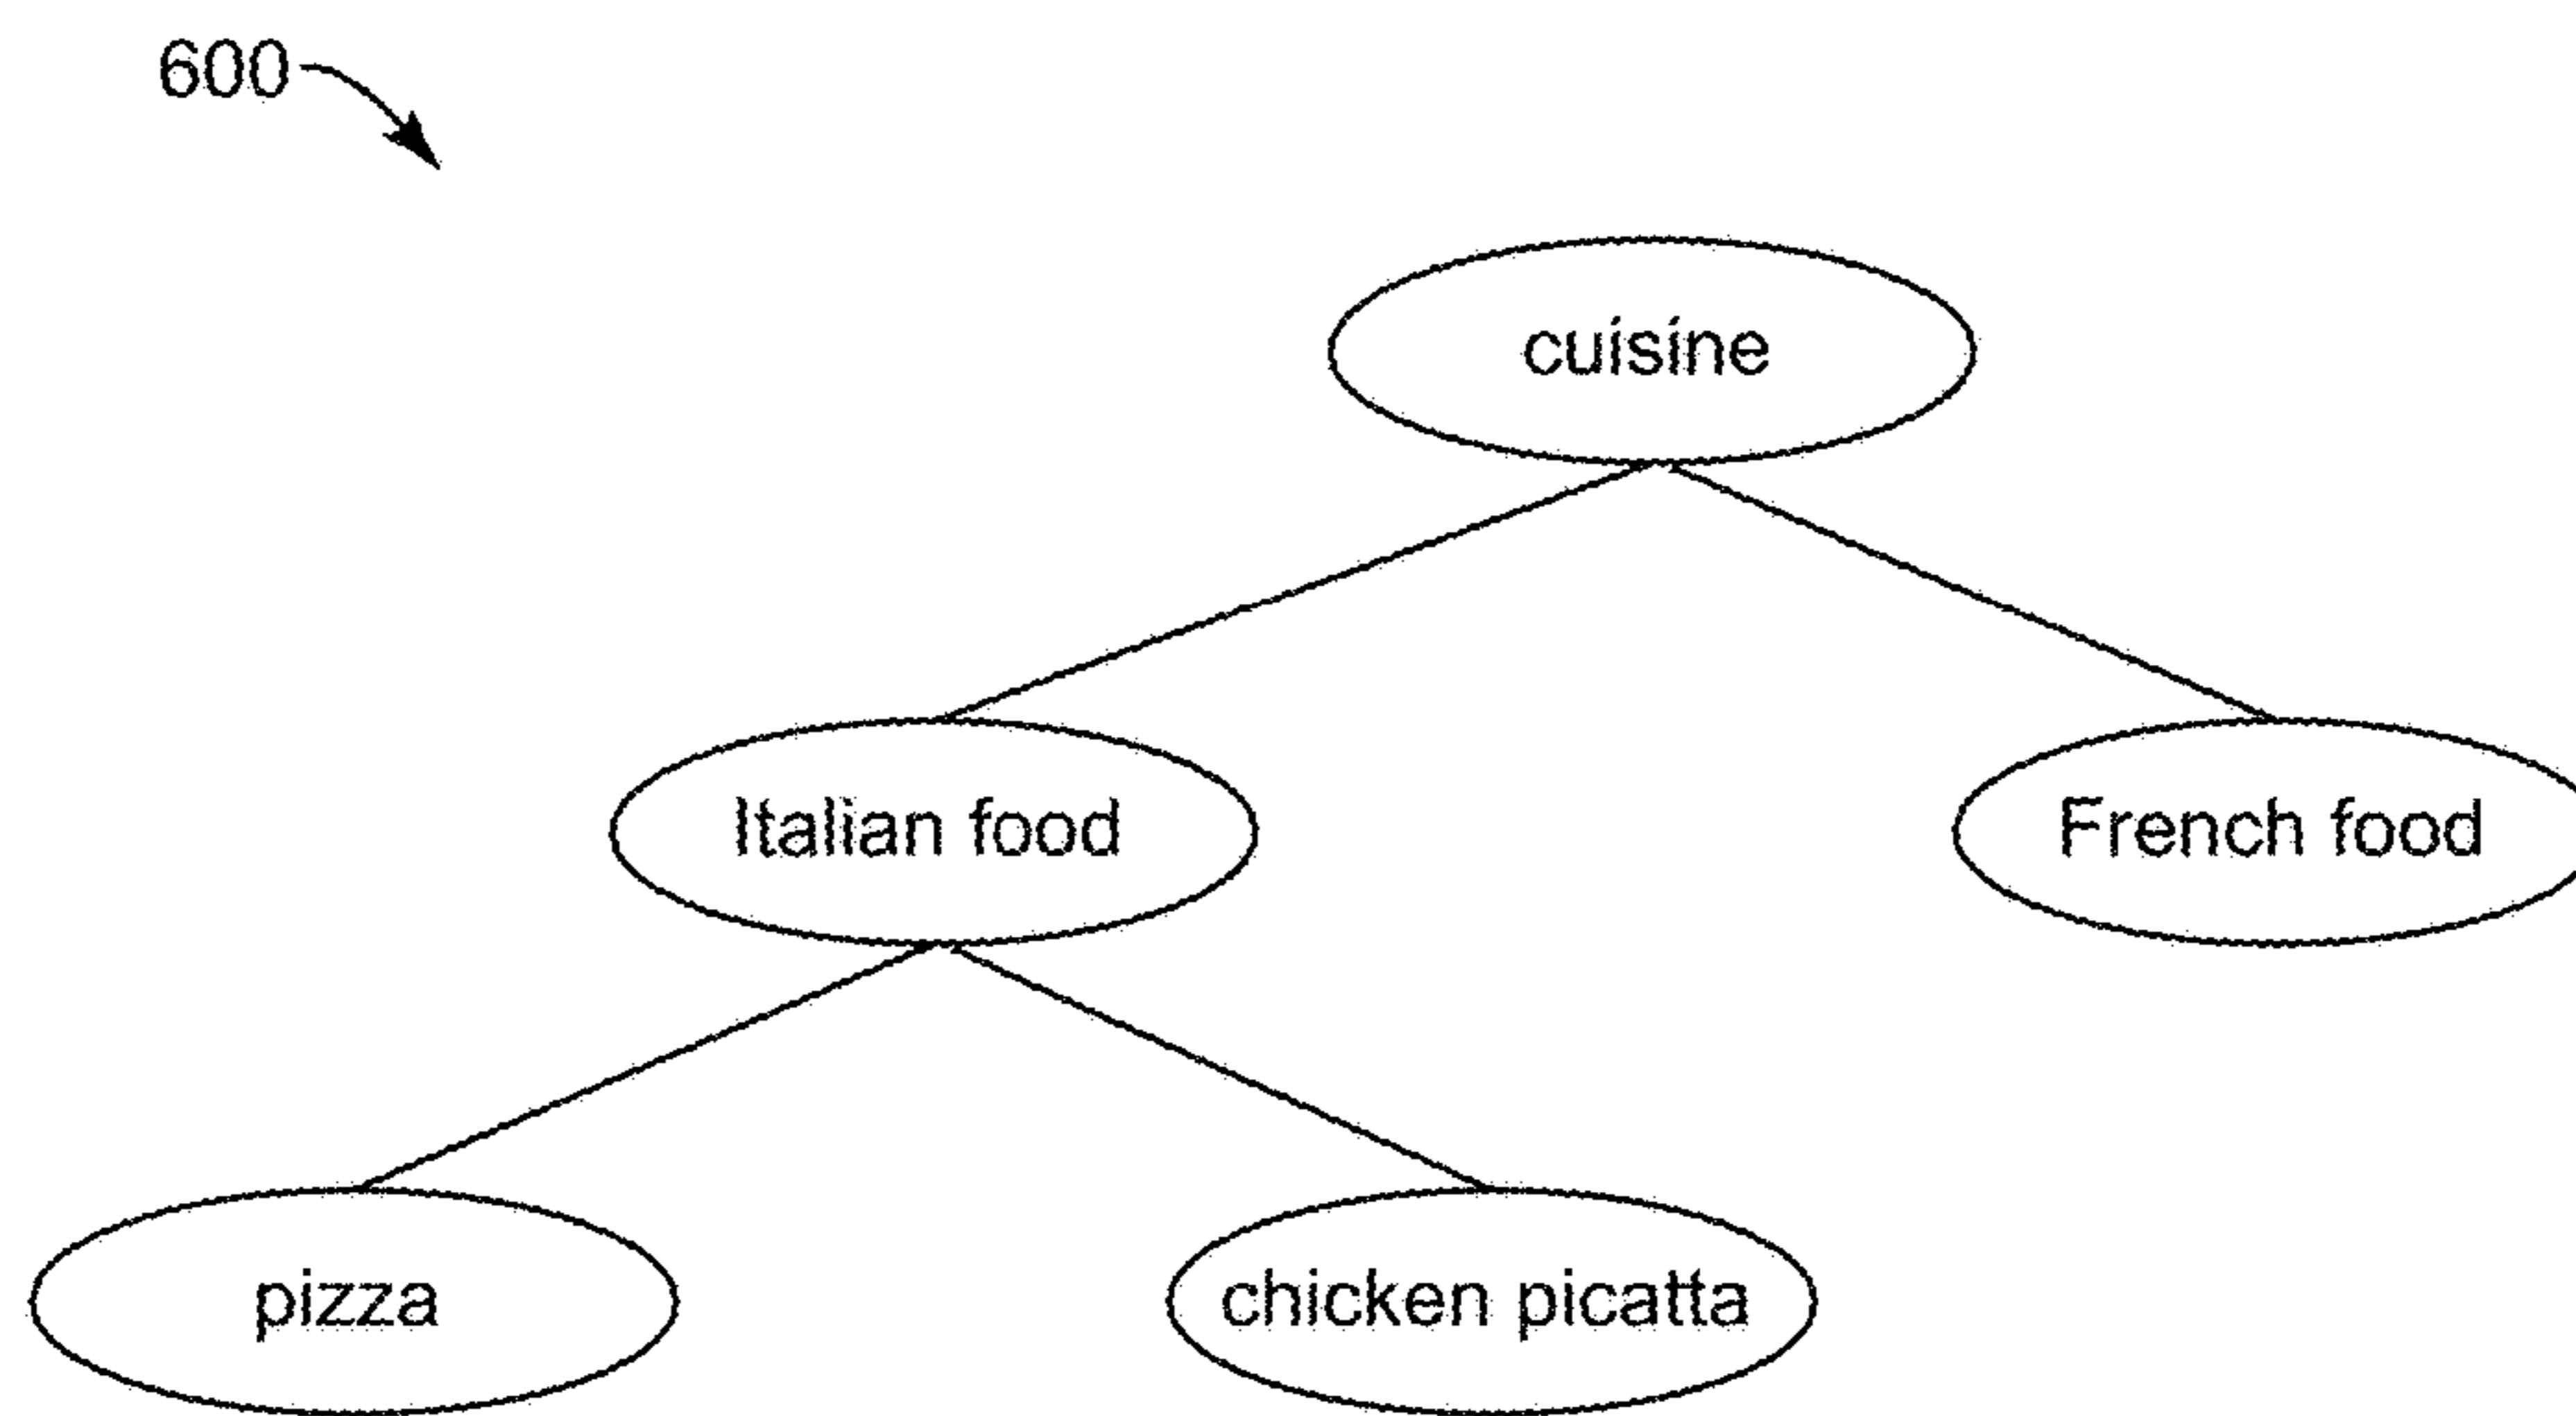 600
cuisine
Italian food
French food
pizza
chicken picatta